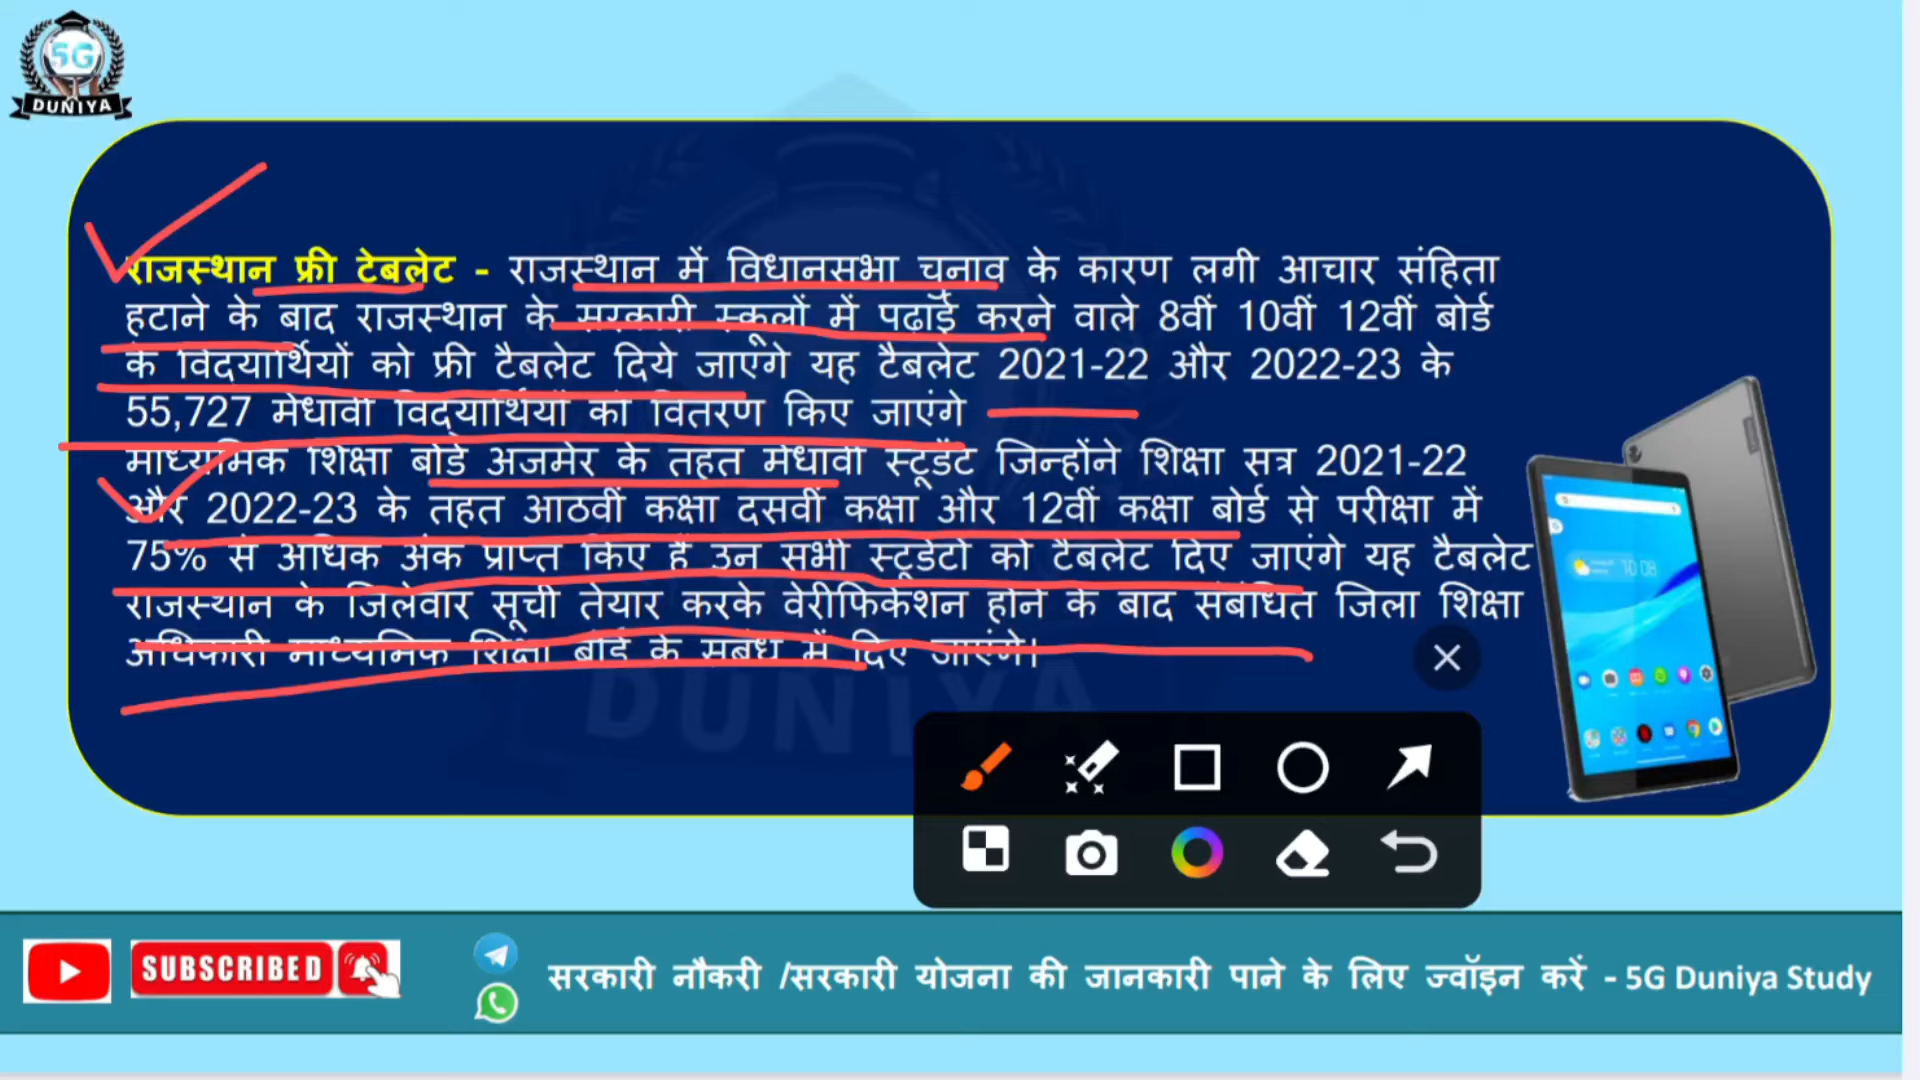 5G
DUNIYA
राजस्थान फ्री टेबलेट - राजस्थान में विधानसभा चुनाव के कारण लगी आचार संहिता
हटाने के बाद राजस्थान के सरकारी स्कूलों में पढ़ाई करने वाले 8वीं 10वीं 12वीं बोर्ड
के विद्यार्थियों को फ्री टैबलेट दिये जाएंगे यह टैबलेट 2021-22 और 2022-23 के
55,727 मेधावी विद्यार्थियों को वितरण किए जाएंगे
माध्यमिक शिक्षा बोर्ड अजमेर के तहत मेधावी स्टूडेंट जिन्होंने शिक्षा सत्र 2021-22
और 2022-23 के तहत आठवीं कक्षा दसवीं कक्षा और 12वीं कक्षा बोर्ड से परीक्षा में
75% से अधिक अंक प्राप्त किए हैं उन सभी स्टूडेंटों को टैबलेट दिए जाएंगे यह टैबलेट
राजस्थान के जिलेवार सूची तैयार करके वेरीफिकेशन होने के बाद संबंधित जिला शिक्षा
अधिकारी माध्यमिक शिक्षा बोर्ड के संबंध में दिए जाएंगे।
DUNIYA
SUBSCRIBED
सरकारी नौकरी /सरकारी योजना की जानकारी पाने के लिए ज्वॉइन करें - 5G Duniya Study